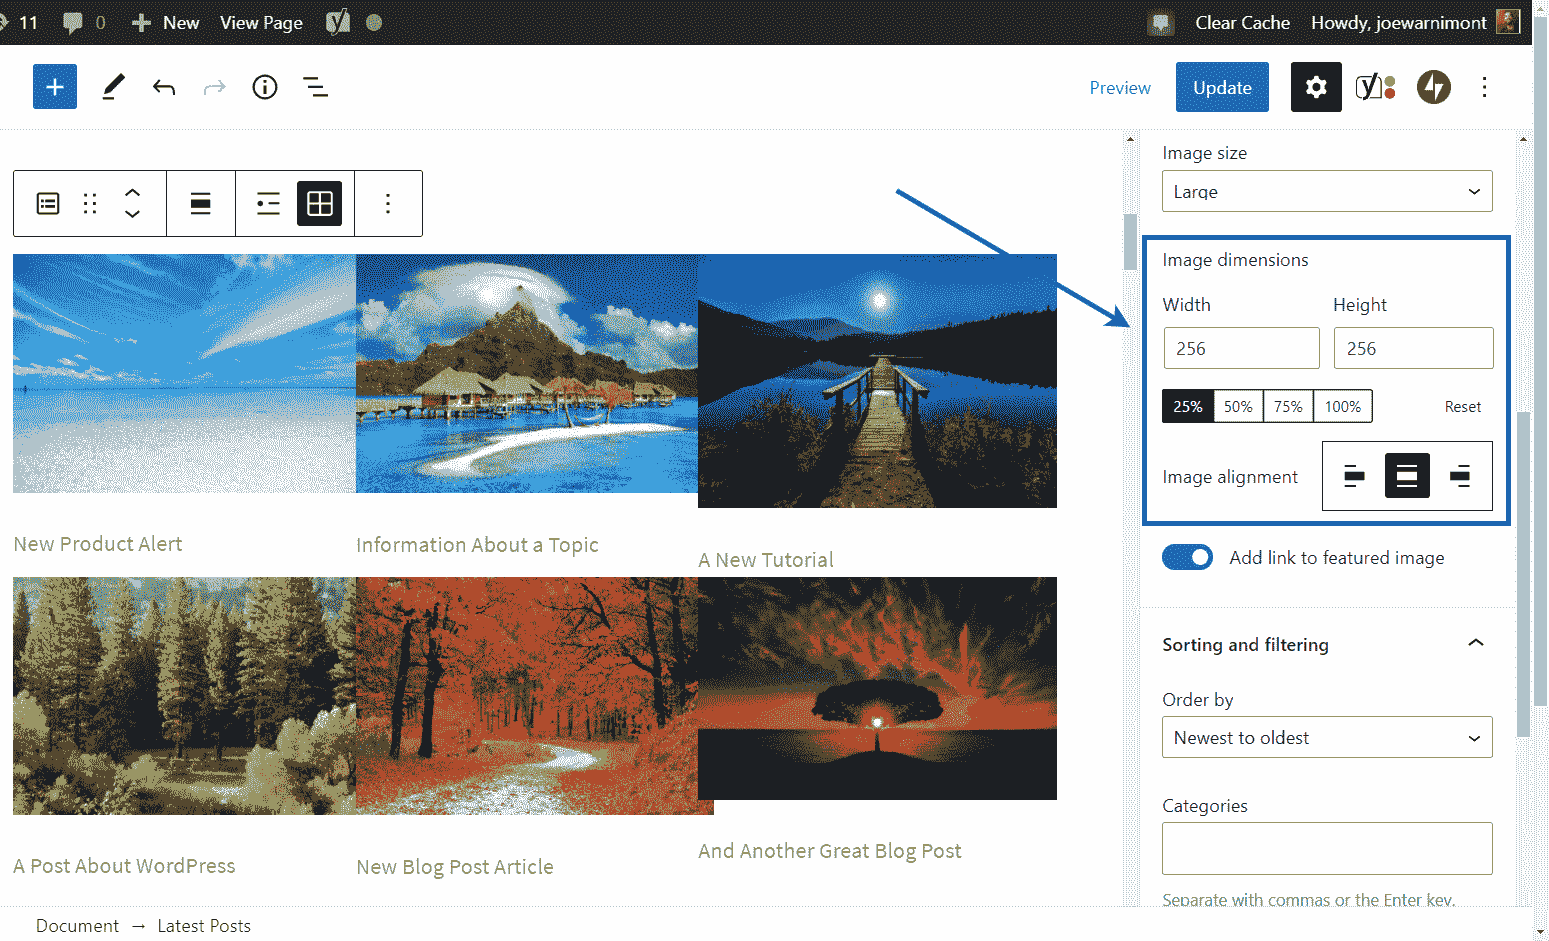 11 0 New View Page Clear Cache Howdy, joewarnimont
Preview Update
Image size
Large
Image dimensions
Width Height
256 256
25% 50% 75% 100% Reset
Image alignment
Add link to featured image
Sorting and filtering
Order by
Newest to oldest
Categories
Separate with commas or the Enter key.
New Product Alert
Information About a Topic
A New Tutorial
A Post About WordPress
New Blog Post Article
And Another Great Blog Post
Document → Latest Posts